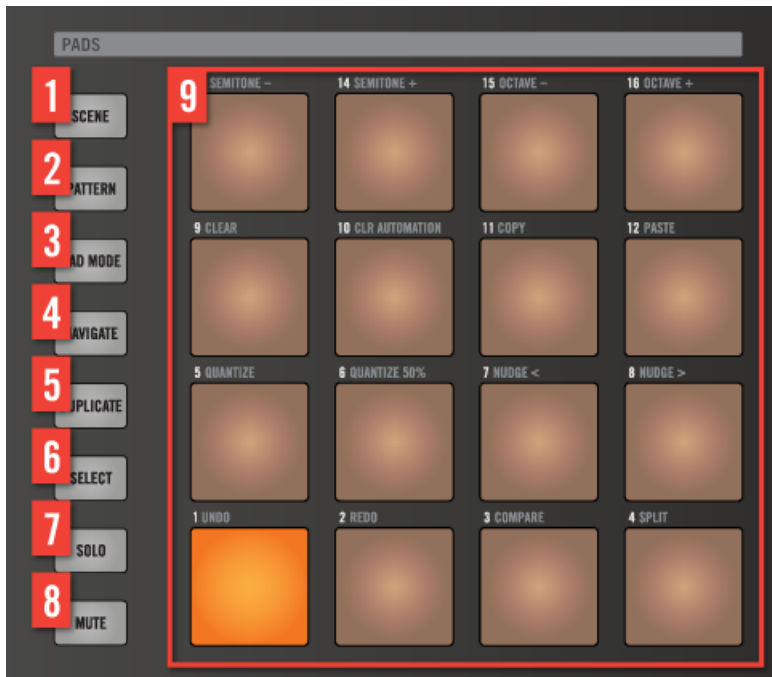 PADS
1 SCENE
2 PATTERN
3 AD MODE
4 AVIGATE
5 UPLICATE
6 SELECT
7 SOLO
8 MUTE
9 SEMITONE – 14 SEMITONE + 15 OCTAVE – 16 OCTAVE +
9 CLEAR 10 CLR AUTOMATION 11 COPY 12 PASTE
5 QUANTIZE 6 QUANTIZE 50% 7 NUDGE < 8 NUDGE >
1 UNDO 2 REDO 3 COMPARE 4 SPLIT